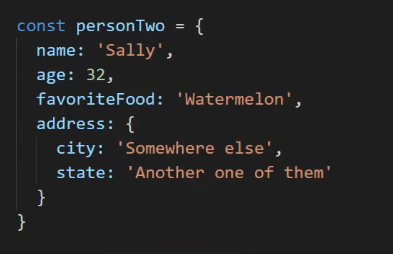 const personTwo = {
  name: 'Sally',
  age: 32,
  favoriteFood: 'Watermelon',
  address: {
    city: 'Somewhere else',
    state: 'Another one of them'
  }
}